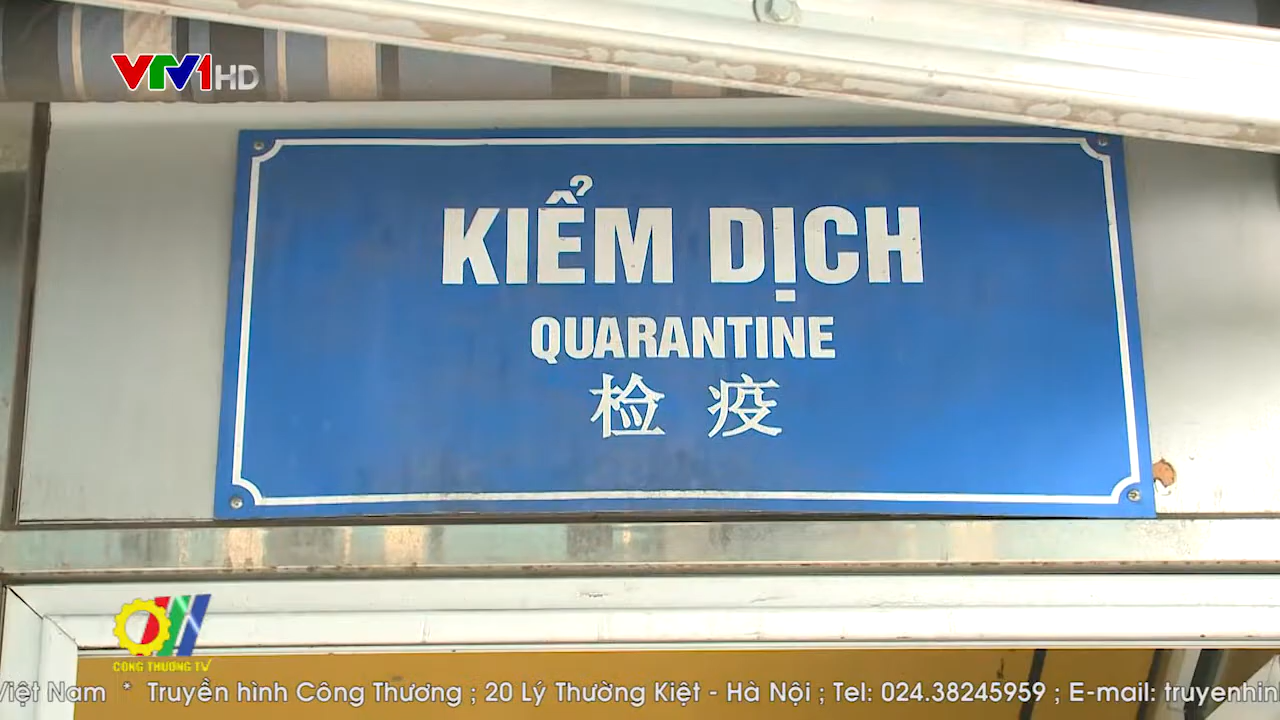 VTV1 HD
KIỂM DỊCH
QUARANTINE
检 疫
CÔNG THƯƠNG TV
Việt Nam * Truyền hình Công Thương ; 20 Lý Thường Kiệt - Hà Nội ; Tel: 024.38245959 ; E-mail: truyenhin